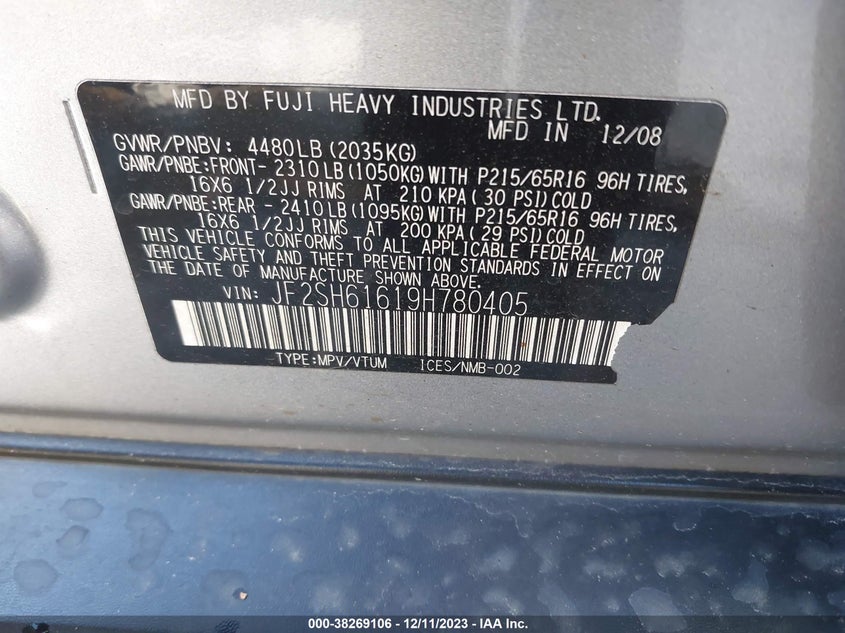 MFD BY FUJI HEAVY INDUSTRIES LTD.
MFD IN 12/08
GVWR/PNBV: 4480LB (2035KG)
GAWR/PNBE:FRONT- 2310LB (1050KG) WITH P215/65R16 96H TIRES,
16X6 1/2JJ RIMS AT 210 KPA ( 30 PSI) COLD
GAWR/PNBE:REAR - 2410LB (1095KG) WITH P215/65R16 96H TIRES,
16X6 1/2JJ RIMS AT 200 KPA ( 29 PSI) COLD
THIS VEHICLE CONFORMS TO ALL APPLICABLE FEDERAL MOTOR
VEHICLE SAFETY AND THEFT PREVENTION STANDARDS IN EFFECT ON
THE DATE OF MANUFACTURE SHOWN ABOVE.
VIN: JF2SH61619H780405
TYPE:MPV/VTUM ICES/NMB-002
000-38269106 - 12/11/2023 - IAA Inc.